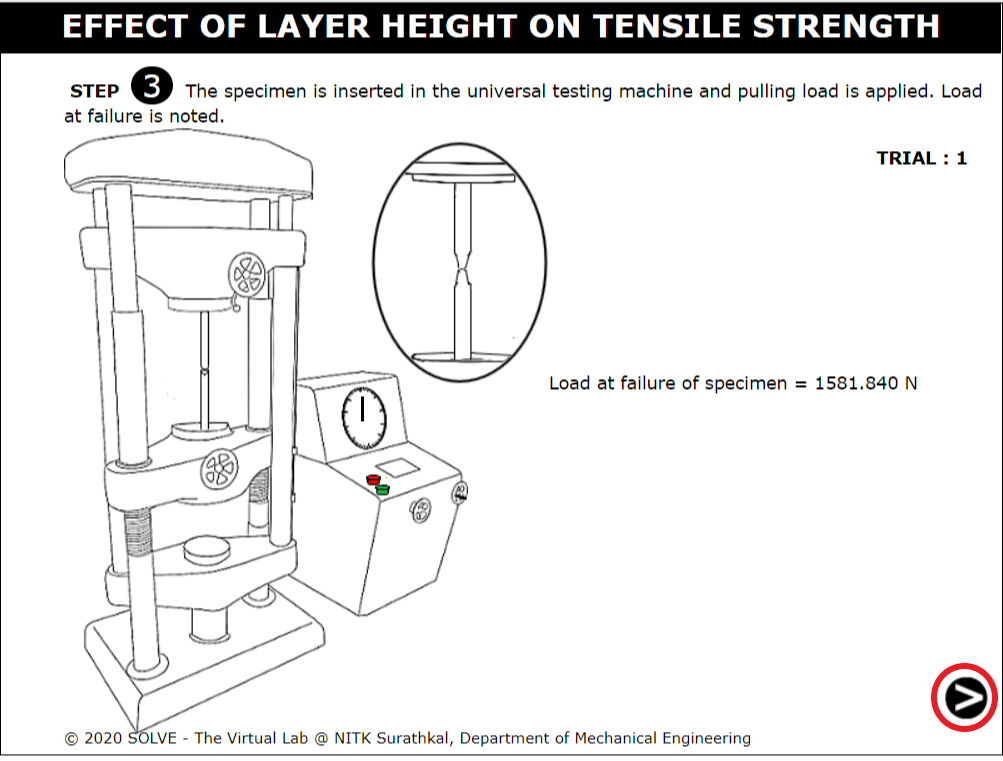 EFFECT OF LAYER HEIGHT ON TENSILE STRENGTH
STEP 3 The specimen is inserted in the universal testing machine and pulling load is applied. Load
at failure is noted.
TRIAL : 1
Load at failure of specimen = 1581.840 N
>
© 2020 SOLVE - The Virtual Lab @ NITK Surathkal, Department of Mechanical Engineering